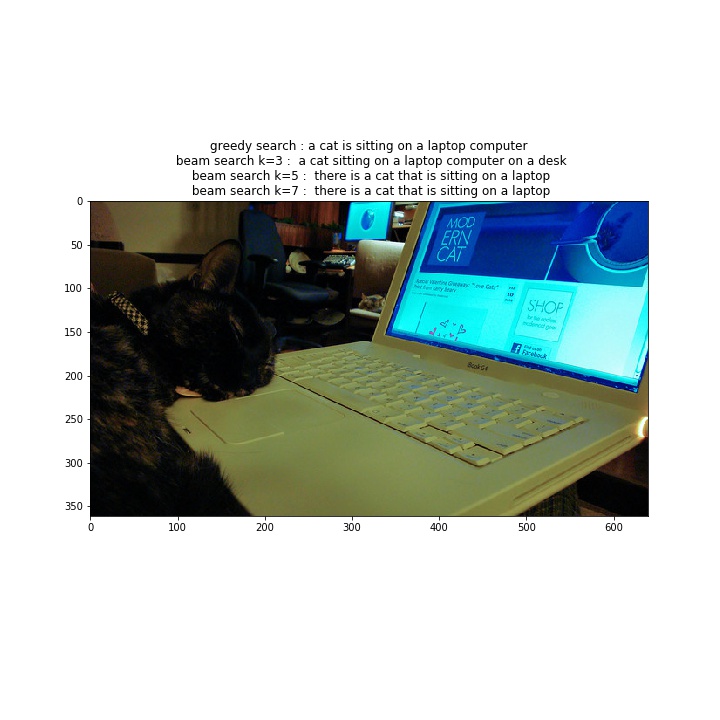 greedy search : a cat is sitting on a laptop computer
beam search k=3 : a cat sitting on a laptop computer on a desk
beam search k=5 : there is a cat that is sitting on a laptop
beam search k=7 : there is a cat that is sitting on a laptop
0
50
100
150
200
250
300
350
0
100
200
300
400
500
600
MOD
ERN
CAT
SHOP
Facebook
iBook G4